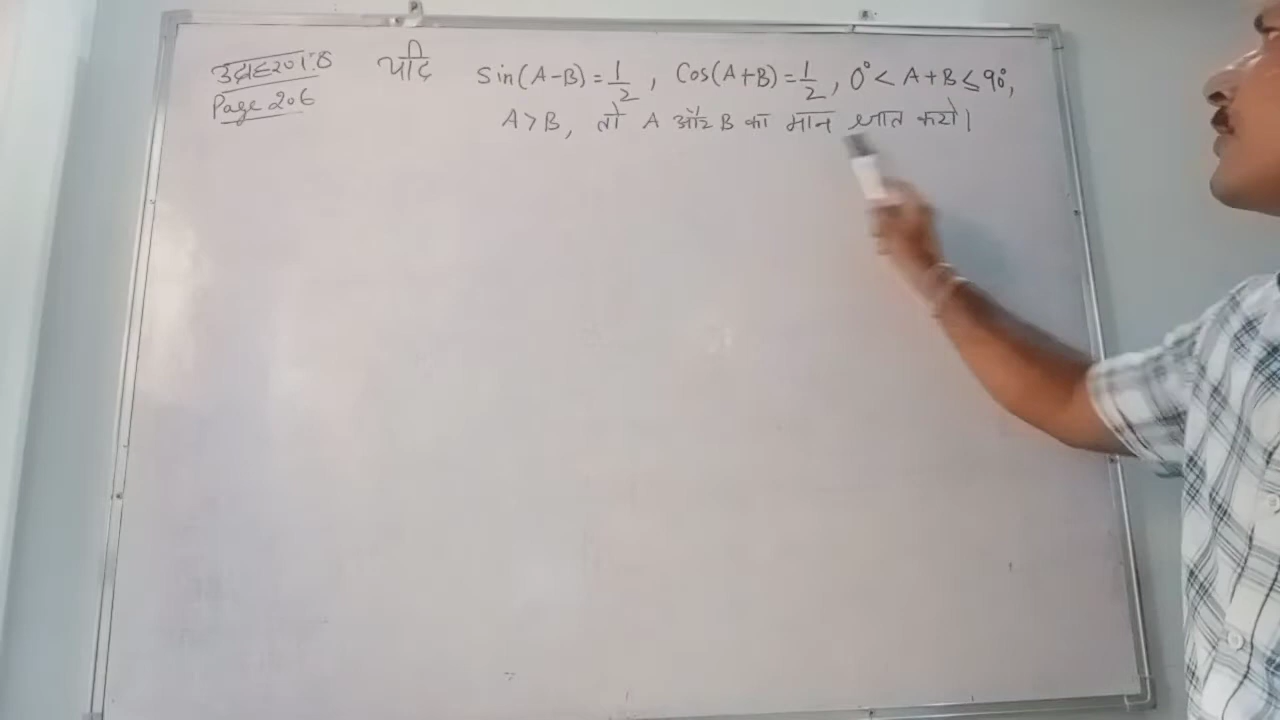 उदाहरण:8 यदि Sin(A-B) = 1/2, Cos(A+B) = 1/2, 0° < A+B ≤ 90°,
Page 206
A > B, तो A और B का मान ज्ञात करो।